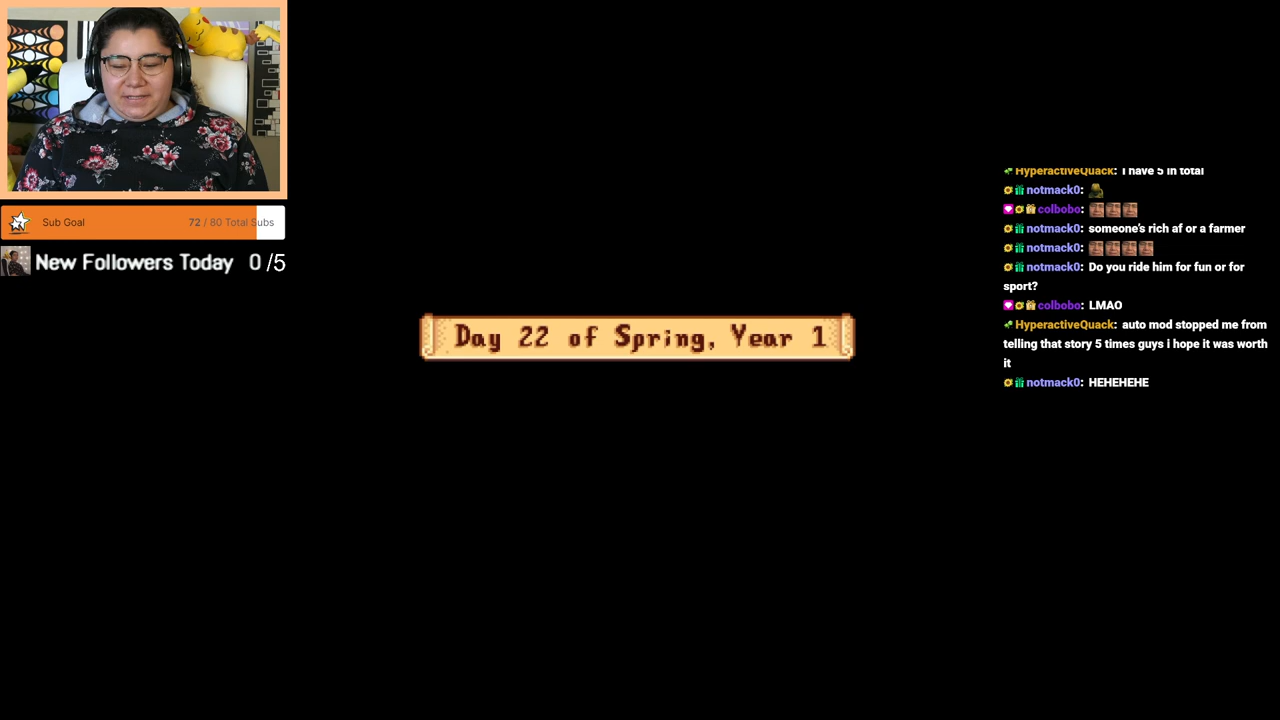 Sub Goal
72 / 80 Total Subs
New Followers Today 0 /5
Day 22 of Spring, Year 1
HyperactiveQuack: I have 5 in total
notmack0:
colbobo:
notmack0: someone's rich af or a farmer
notmack0:
notmack0: Do you ride him for fun or for
sport?
colbobo: LMAO
HyperactiveQuack: auto mod stopped me from
telling that story 5 times guys i hope it was worth
it
notmack0: HEHEHEHE